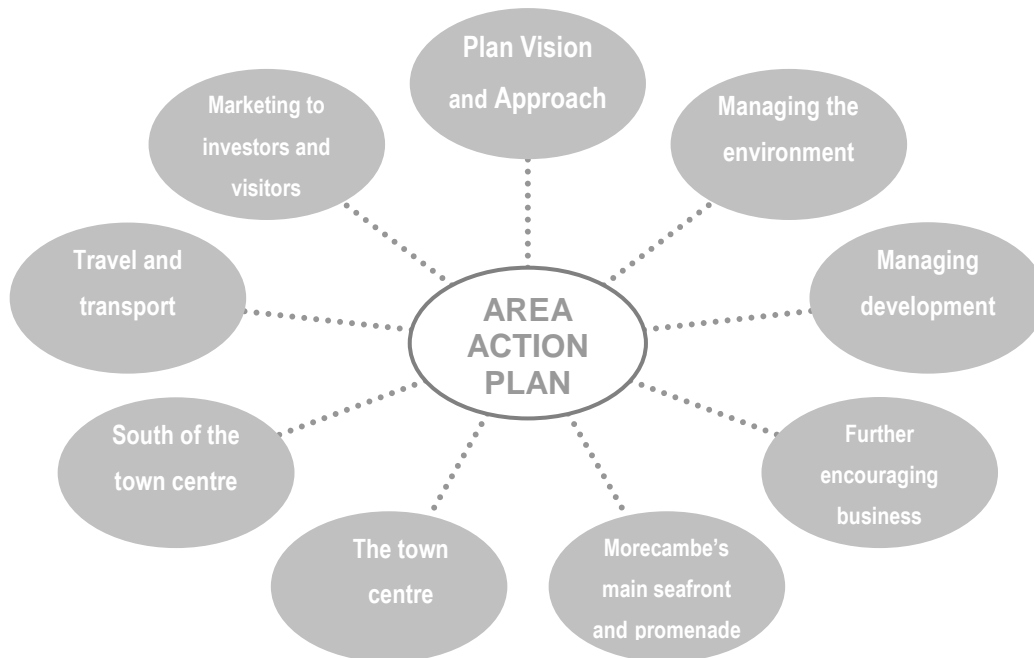 Plan Vision
and Approach
Marketing to
investors and
visitors
Managing the
environment
Travel and
transport
Managing
development
AREA
ACTION
PLAN
South of the
town centre
Further
encouraging
business
The town
centre
Morecambe’s
main seafront
and promenade